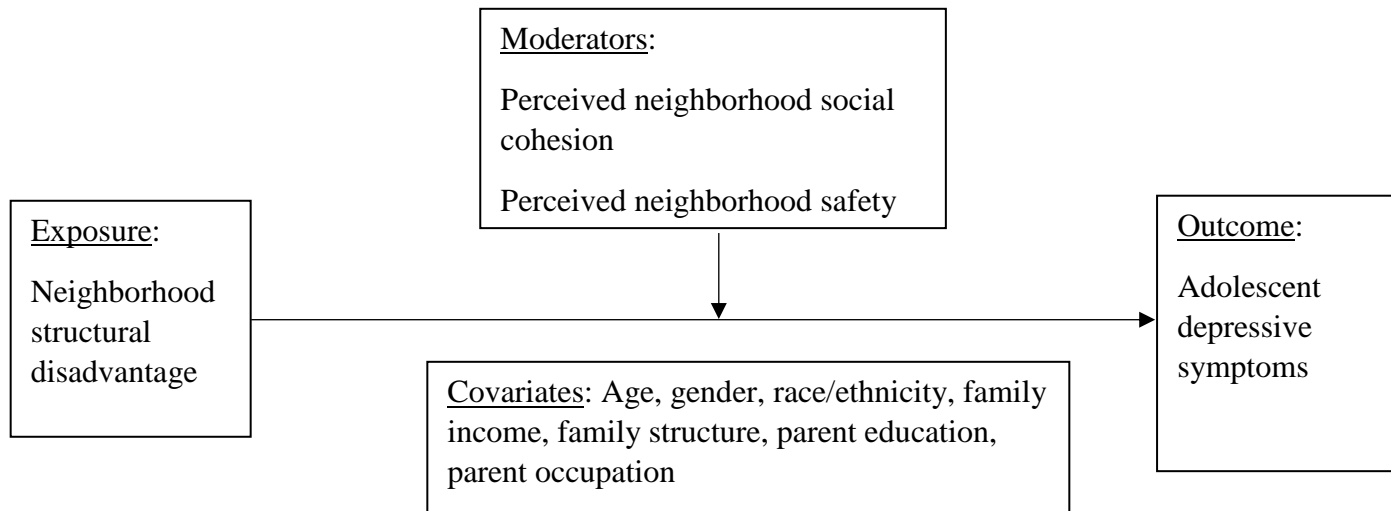 Moderators:
Perceived neighborhood social
cohesion
Perceived neighborhood safety
Exposure:
Neighborhood
structural
disadvantage
Outcome:
Adolescent
depressive
symptoms
Covariates: Age, gender, race/ethnicity, family
income, family structure, parent education,
parent occupation